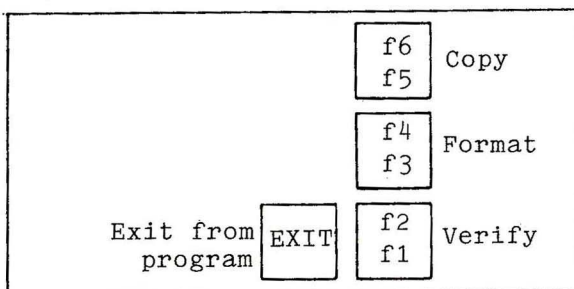 f6
f5
Copy
f4
f3
Format
Exit from
program
EXIT
f2
f1
Verify